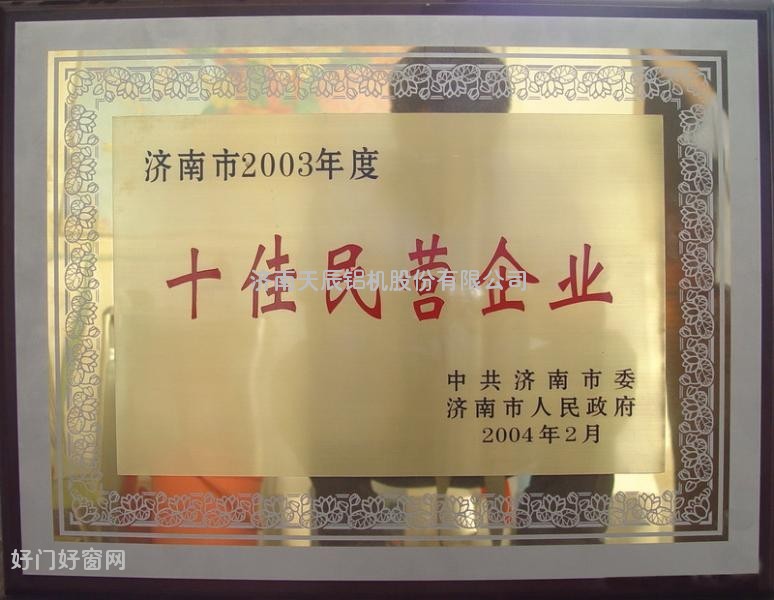 济南市2003年度
十佳民营企业
济南天辰铝机股份有限公司
中共济南市委
济南市人民政府
2004年2月
好门好窗网